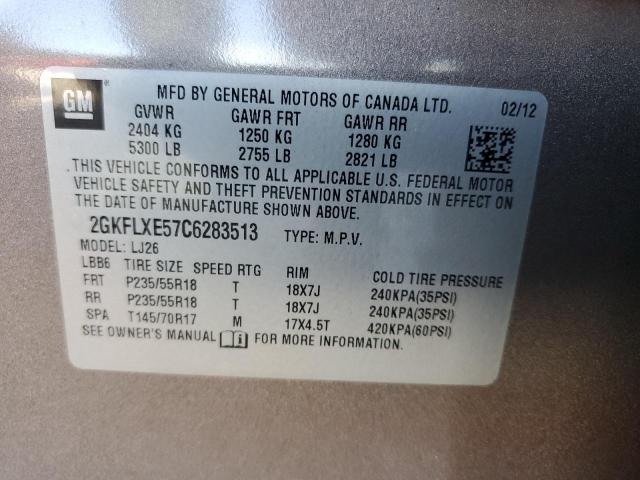 GM
MFD BY GENERAL MOTORS OF CANADA LTD. 02/12
GVWR GAWR FRT GAWR RR
2404 KG 1250 KG 1280 KG
5300 LB 2755 LB 2821 LB
THIS VEHICLE CONFORMS TO ALL APPLICABLE U.S. FEDERAL MOTOR
VEHICLE SAFETY AND THEFT PREVENTION STANDARDS IN EFFECT ON
THE DATE OF MANUFACTURE SHOWN ABOVE.
2GKFLXE57C6283513 TYPE: M.P.V.
MODEL: LJ26
LBB6 TIRE SIZE SPEED RTG RIM COLD TIRE PRESSURE
FRT P235/55R18 T 18X7J 240KPA(35PSI)
RR P235/55R18 T 18X7J 240KPA(35PSI)
SPA T145/70R17 M 17X4.5T 420KPA(60PSI)
SEE OWNER'S MANUAL FOR MORE INFORMATION.